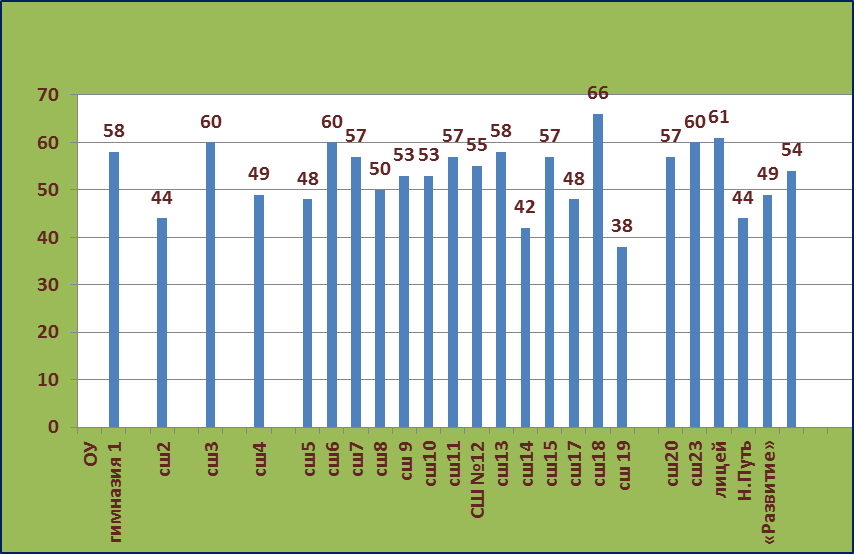 70
60
50
40
30
20
10
0
58
44
60
49
48
60
57
50
53
53
57
55
58
42
57
48
66
38
57
60
61
44
49
54
ОУ
гимназия 1
сш2
сш3
сш4
сш5
сш6
сш7
сш8
сш 9
сш10
сш11
СШ №12
сш13
сш14
сш15
сш17
сш18
сш 19
сш20
сш23
лицей
Н.Путь
«Развитие»